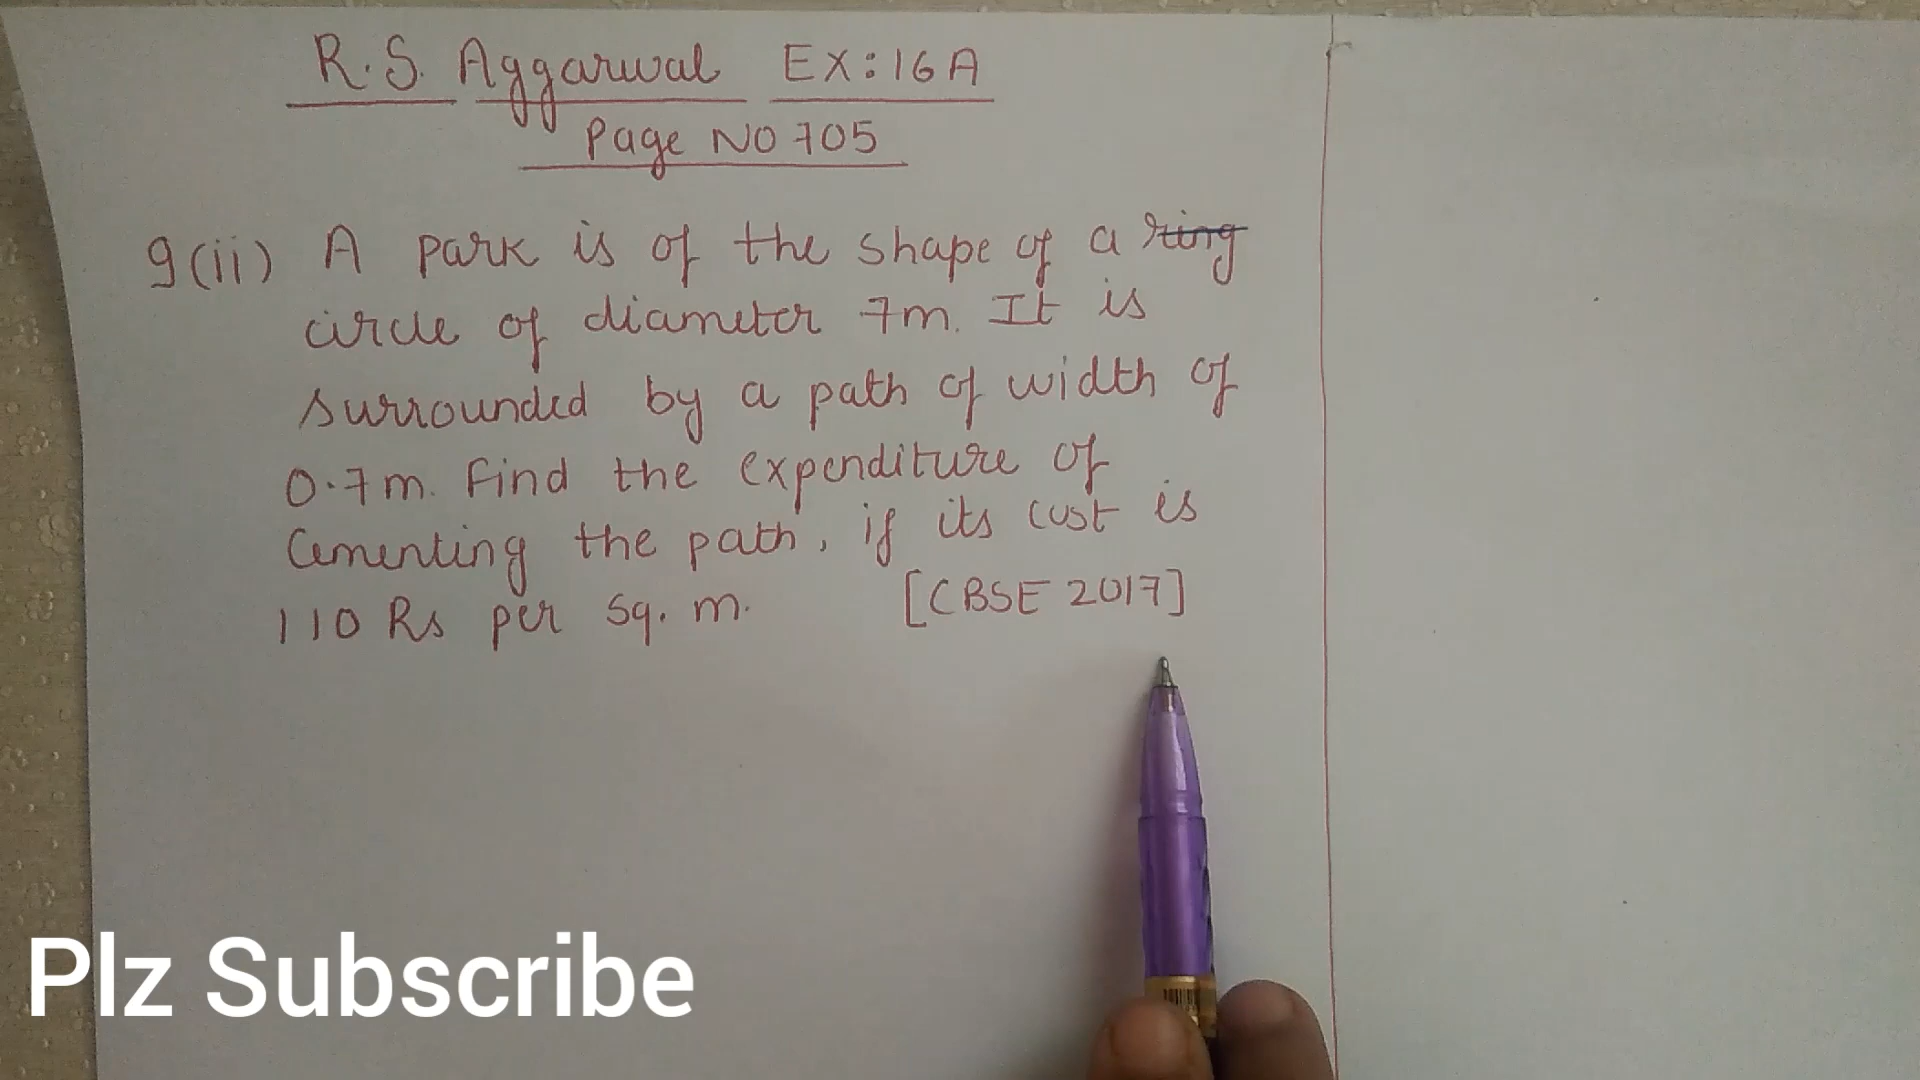 R.S. Aggarwal EX: 16A
Page NO 705
9(ii) A park is of the shape of a ring
circle of diameter 7m. It is
surrounded by a path of width of
0.7m. Find the expenditure of
Cementing the path, if its cost is
110 Rs per sq. m. [CBSE 2017]
Plz Subscribe